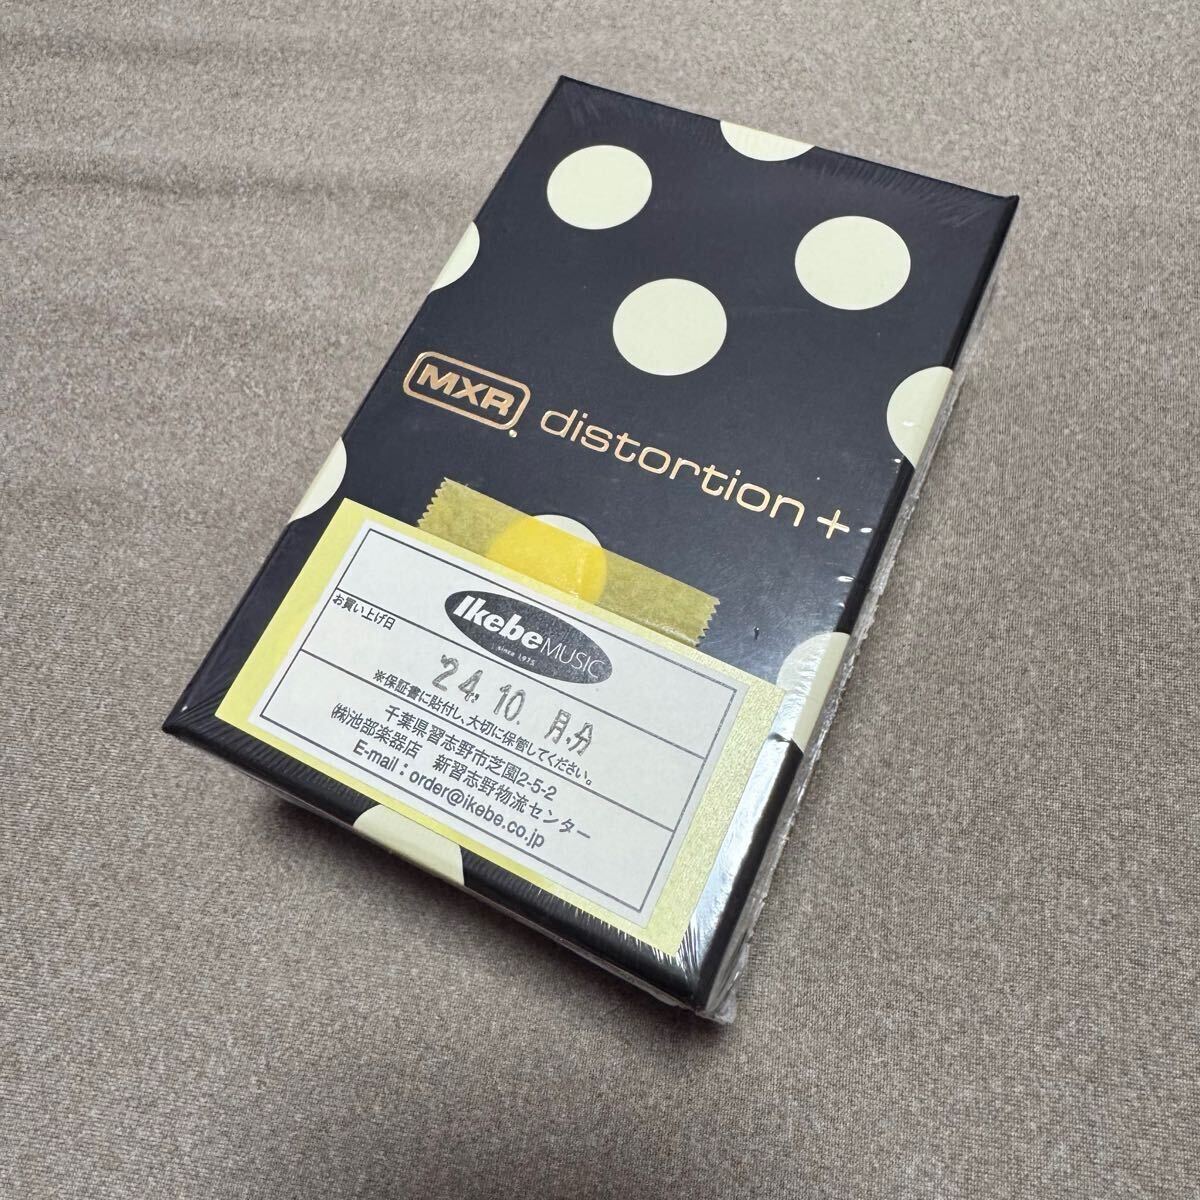 MXR distortion +
Ikebe MUSIC
since 1975
お買い上げ日
'24.10.月.分
※保証書に貼付し、大切に保管してください。
千葉県習志野市芝園2-5-2
㈱池部楽器店 新習志野物流センター
E-mail：order@ikebe.co.jp